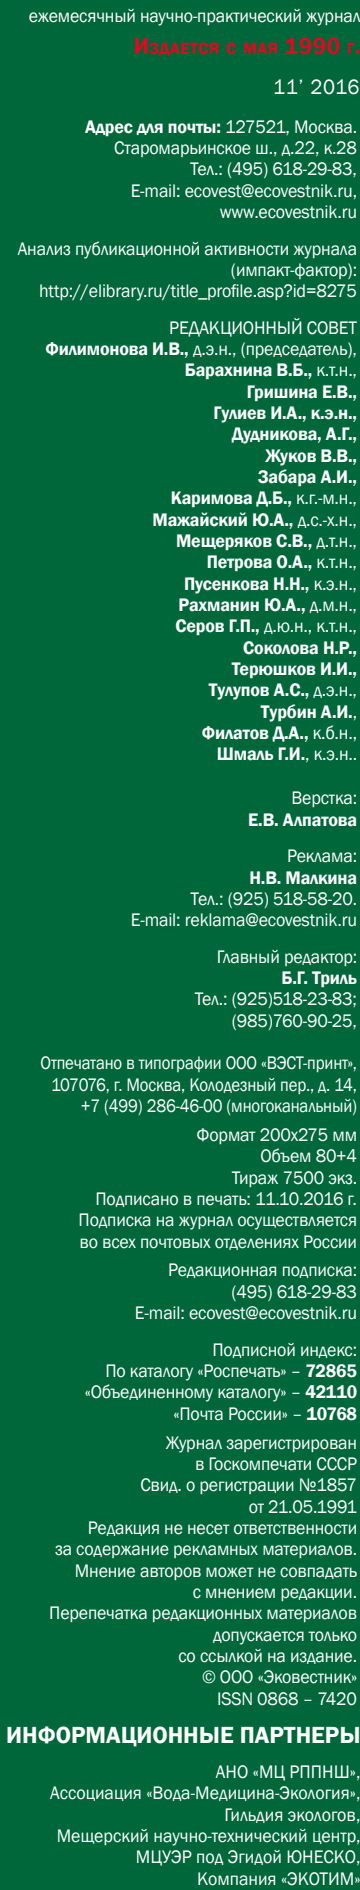 ежемесячный научно-практический журнал
Издается с мая 1990 г.
11’ 2016
Адрес для почты: 127521, Москва.
Старомарьинское ш., д.22, к.28
Тел.: (495) 618-29-83,
E-mail: ecovest@ecovestnik.ru,
www.ecovestnik.ru
Анализ публикационной активности журнала
(импакт-фактор):
http://elibrary.ru/title_profile.asp?id=8275
РЕДАКЦИОННЫЙ СОВЕТ
Филимонова И.В., д.э.н., (председатель),
Барахнина В.Б., к.т.н.,
Гришина Е.В.,
Гулиев И.А., к.э.н.,
Дудникова, А.Г.,
Жуков В.В.,
Забара А.И.,
Каримова Д.Б., к.г.-м.н.,
Мажайский Ю.А., д.с.-х.н.,
Мещеряков С.В., д.т.н.,
Петрова О.А., к.т.н.,
Пусенкова Н.Н., к.э.н.,
Рахманин Ю.А., д.м.н.,
Серов Г.П., д.ю.н., к.т.н.,
Соколова Н.Р.,
Терюшков И.И.,
Тулупов А.С., д.э.н.,
Турбин А.И.,
Филатов Д.А., к.б.н.,
Шмаль Г.И., к.э.н..
Верстка:
Е.В. Алпатова
Реклама:
Н.В. Малкина
Тел.: (925) 518-58-20.
E-mail: reklama@ecovestnik.ru
Главный редактор:
Б.Г. Триль
Тел.: (925)518-23-83;
(985)760-90-25,
Отпечатано в типографии ООО «ВЭСТ-принт»,
107076, г. Москва, Колодезный пер., д. 14,
+7 (499) 286-46-00 (многоканальный)
Формат 200х275 мм
Объем 80+4
Тираж 7500 экз.
Подписано в печать: 11.10.2016 г.
Подписка на журнал осуществляется
во всех почтовых отделениях России
Редакционная подписка:
(495) 618-29-83
E-mail: ecovest@ecovestnik.ru
Подписной индекс:
По каталогу «Роспечать» – 72865
«Объединенному каталогу» – 42110
«Почта России» – 10768
Журнал зарегистрирован
в Госкомпечати СССР
Свид. о регистрации №1857
от 21.05.1991
Редакция не несет ответственности
за содержание рекламных материалов.
Мнение авторов может не совпадать
с мнением редакции.
Перепечатка редакционных материалов
допускается только
со ссылкой на издание.
© ООО «Эковестник»
ISSN 0868 – 7420
ИНФОРМАЦИОННЫЕ ПАРТНЕРЫ
АНО «МЦ РППНШ»,
Ассоциация «Вода-Медицина-Экология»,
Гильдия экологов,
Мещерский научно-технический центр,
МЦУЭР под Эгидой ЮНЕСКО,
Компания «ЭКОТИМ»